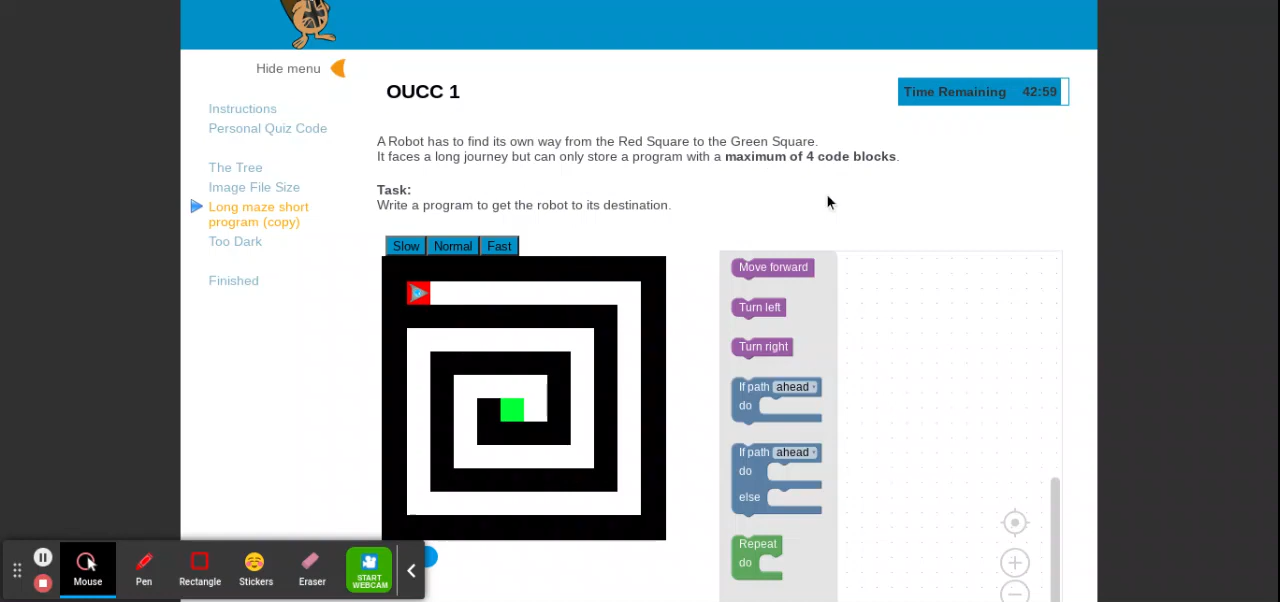 Hide menu
OUCC 1
Time Remaining 42:59
Instructions
Personal Quiz Code
The Tree
Image File Size
Long maze short
program (copy)
Too Dark
Finished
A Robot has to find its own way from the Red Square to the Green Square.
It faces a long journey but can only store a program with a maximum of 4 code blocks.
Task:
Write a program to get the robot to its destination.
Slow Normal Fast
Move forward
Turn left
Turn right
If path ahead
do
If path ahead
do
else
Repeat
do
Mouse
Pen
Rectangle
Stickers
Eraser
START
WEBCAM